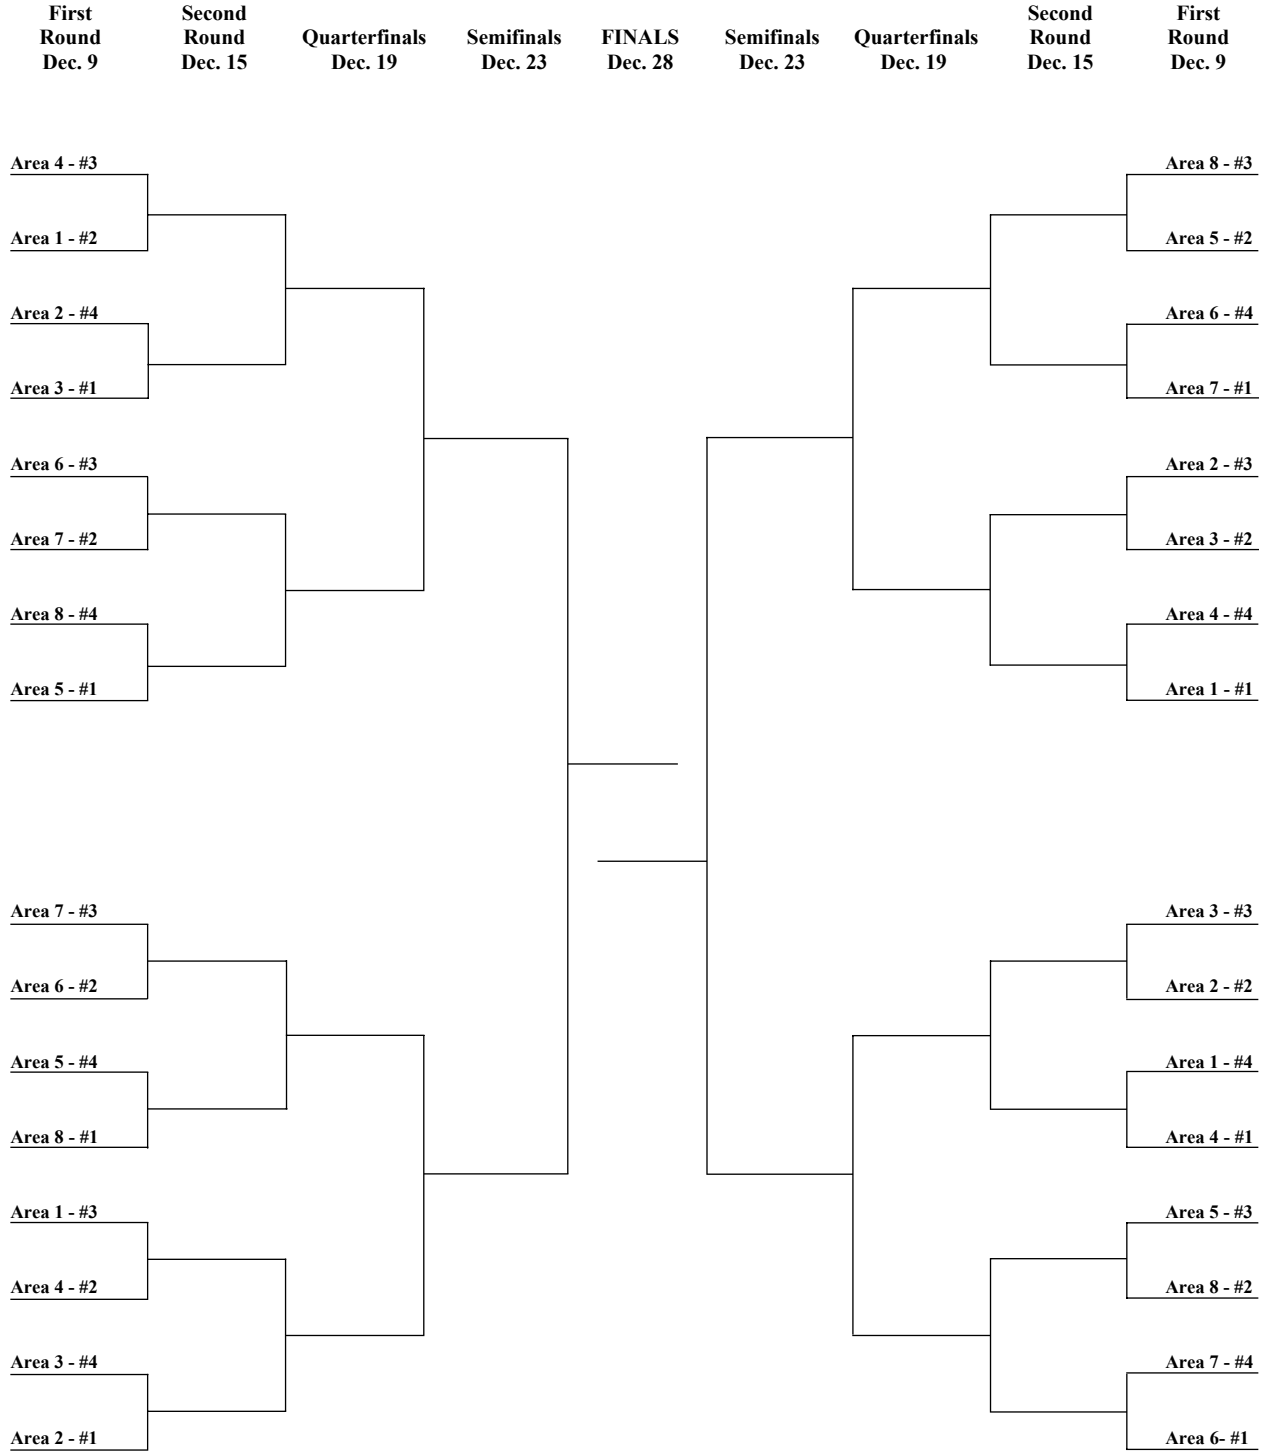 First
Round
Dec. 9
Second
Round
Dec. 15
Quarterfinals
Dec. 19
Semifinals
Dec. 23
FINALS
Dec. 28
Semifinals
Dec. 23
Quarterfinals
Dec. 19
Second
Round
Dec. 15
First
Round
Dec. 9
Area 4 - #3
Area 1 - #2
Area 2 - #4
Area 3 - #1
Area 6 - #3
Area 7 - #2
Area 8 - #4
Area 5 - #1
Area 7 - #3
Area 6 - #2
Area 5 - #4
Area 8 - #1
Area 1 - #3
Area 4 - #2
Area 3 - #4
Area 2 - #1
Area 8 - #3
Area 5 - #2
Area 6 - #4
Area 7 - #1
Area 2 - #3
Area 3 - #2
Area 4 - #4
Area 1 - #1
Area 3 - #3
Area 2 - #2
Area 1 - #4
Area 4 - #1
Area 5 - #3
Area 8 - #2
Area 7 - #4
Area 6- #1